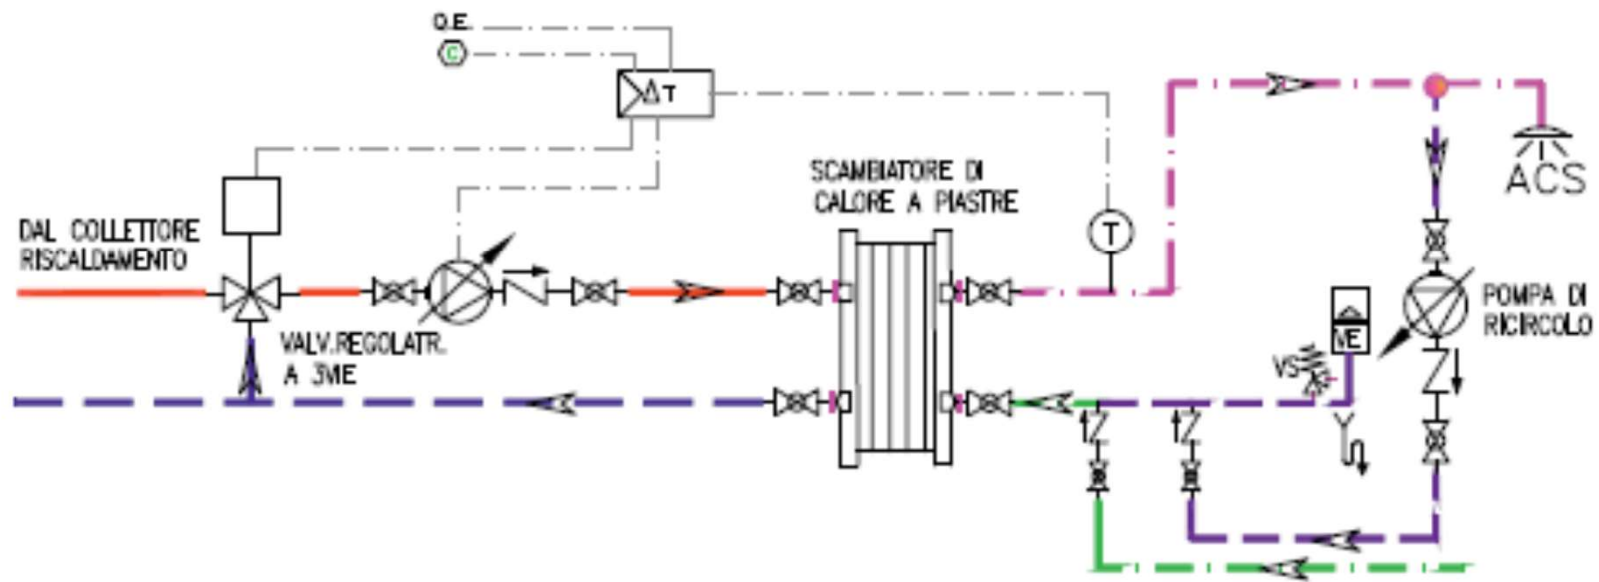 Q.E.
C
ΔT
SCAMBIATORE DI
CALORE A PIASTRE
ACS
DAL COLLETTORE
RISCALDAMENTO
T
POMPA DI
RICIRCOLO
VALV.REGOLATR.
A 3VIE
VE
VS